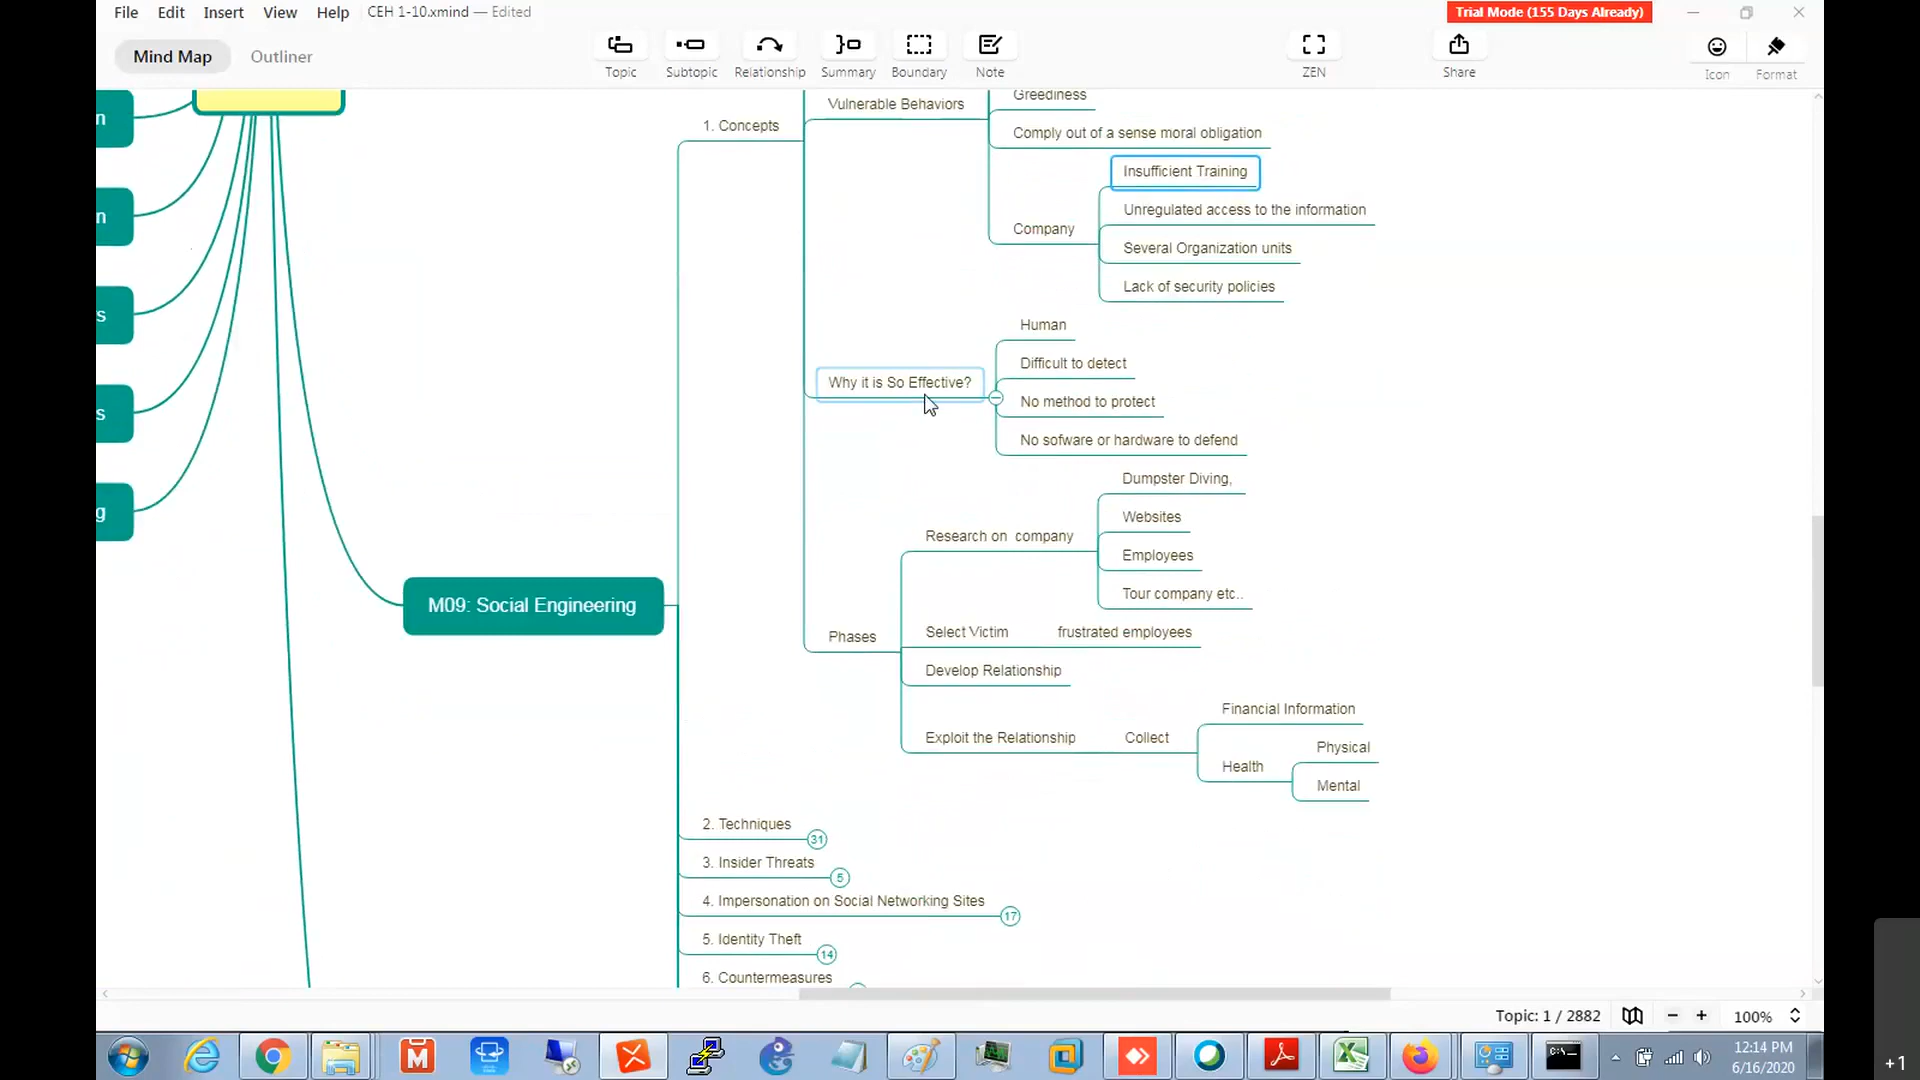 File Edit Insert View Help CEH 1-10.xmind — Edited
Trial Mode (155 Days Already)
Mind Map Outliner
Topic Subtopic Relationship Summary Boundary Note ZEN Share Icon Format
n
n
s
s
g
M09: Social Engineering
1. Concepts
Vulnerable Behaviors
Greediness
Comply out of a sense moral obligation
Company
Insufficient Training
Unregulated access to the information
Several Organization units
Lack of security policies
Why it is So Effective?
Human
Difficult to detect
No method to protect
No sofware or hardware to defend
Phases
Research on company
Dumpster Diving,
Websites
Employees
Tour company etc..
Select Victim frustrated employees
Develop Relationship
Exploit the Relationship Collect
Financial Information
Health
Physical
Mental
2. Techniques 31
3. Insider Threats 5
4. Impersonation on Social Networking Sites 17
5. Identity Theft 14
6. Countermeasures
Topic: 1 / 2882 100%
M
C:\_
12:14 PM
6/16/2020
+1